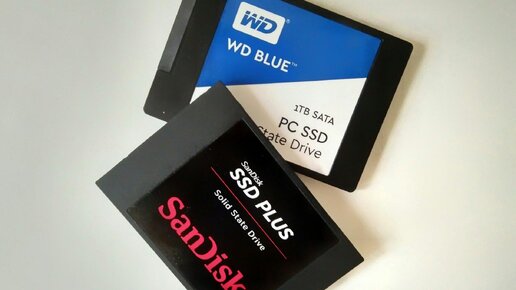 WD
WD BLUE™
1TB SATA
PC SSD
State Drive
SanDisk
SSD PLUS
Solid State Drive
SanDisk